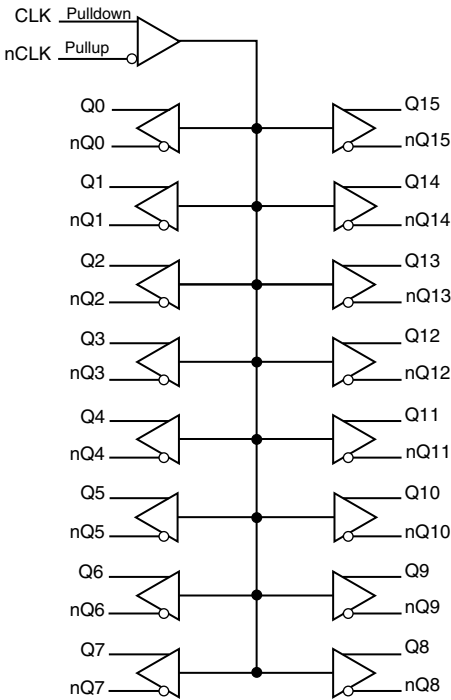 CLK Pulldown
nCLK Pullup
Q0 Q15
nQ0 nQ15
Q1 Q14
nQ1 nQ14
Q2 Q13
nQ2 nQ13
Q3 Q12
nQ3 nQ12
Q4 Q11
nQ4 nQ11
Q5 Q10
nQ5 nQ10
Q6 Q9
nQ6 nQ9
Q7 Q8
nQ7 nQ8